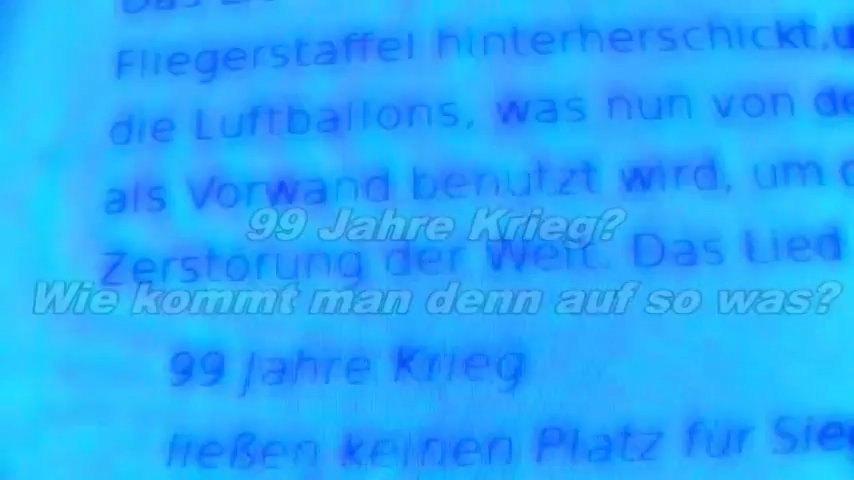 Fliegerstaffel hinterherschickt,
die Luftballons, was nun von
als Vorwand benutzt wird, um
99 Jahre Krieg?
Zerstörung der Welt. Das Lied
Wie kommt man denn auf so was?
99 Jahre Krieg
ließen keinen Platz für